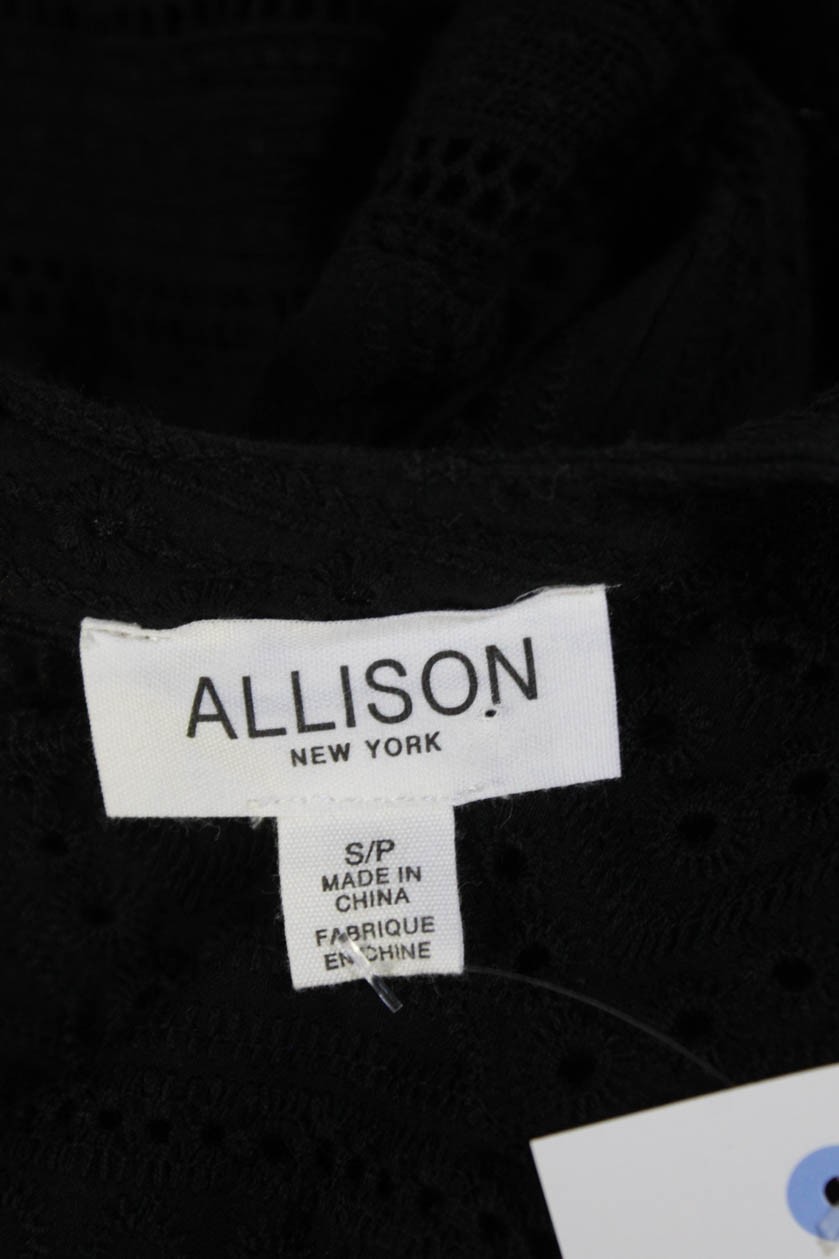 ALLISON
NEW YORK
S/P
MADE IN
CHINA
FABRIQUE
EN CHINE